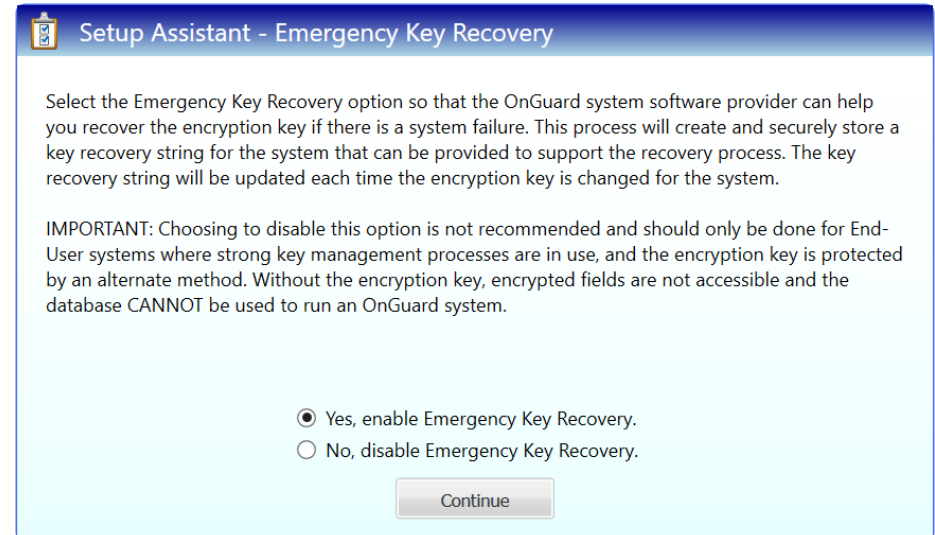 Setup Assistant - Emergency Key Recovery
Select the Emergency Key Recovery option so that the OnGuard system software provider can help
you recover the encryption key if there is a system failure. This process will create and securely store a
key recovery string for the system that can be provided to support the recovery process. The key
recovery string will be updated each time the encryption key is changed for the system.
IMPORTANT: Choosing to disable this option is not recommended and should only be done for End-
User systems where strong key management processes are in use, and the encryption key is protected
by an alternate method. Without the encryption key, encrypted fields are not accessible and the
database CANNOT be used to run an OnGuard system.
Yes, enable Emergency Key Recovery.
No, disable Emergency Key Recovery.
Continue